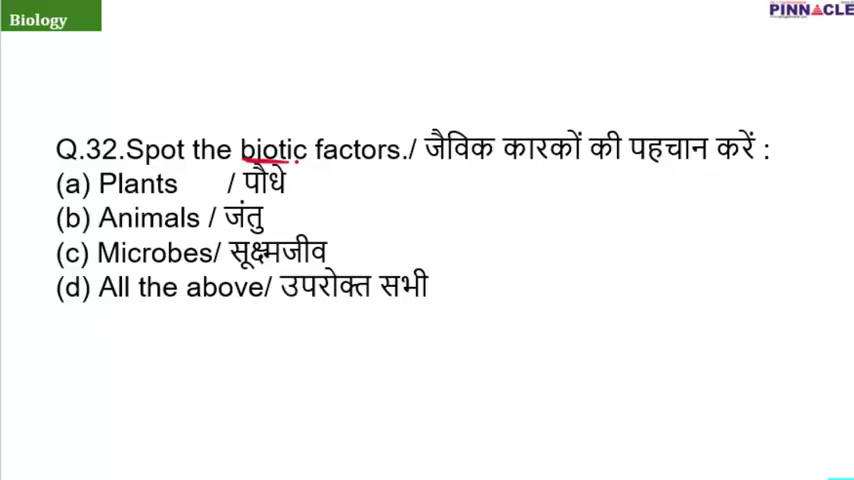 Biology
PINNACLE
Q.32.Spot the biotic factors./ जैविक कारकों की पहचान करें :
(a) Plants / पौधे
(b) Animals / जंतु
(c) Microbes/ सूक्ष्मजीव
(d) All the above/ उपरोक्त सभी